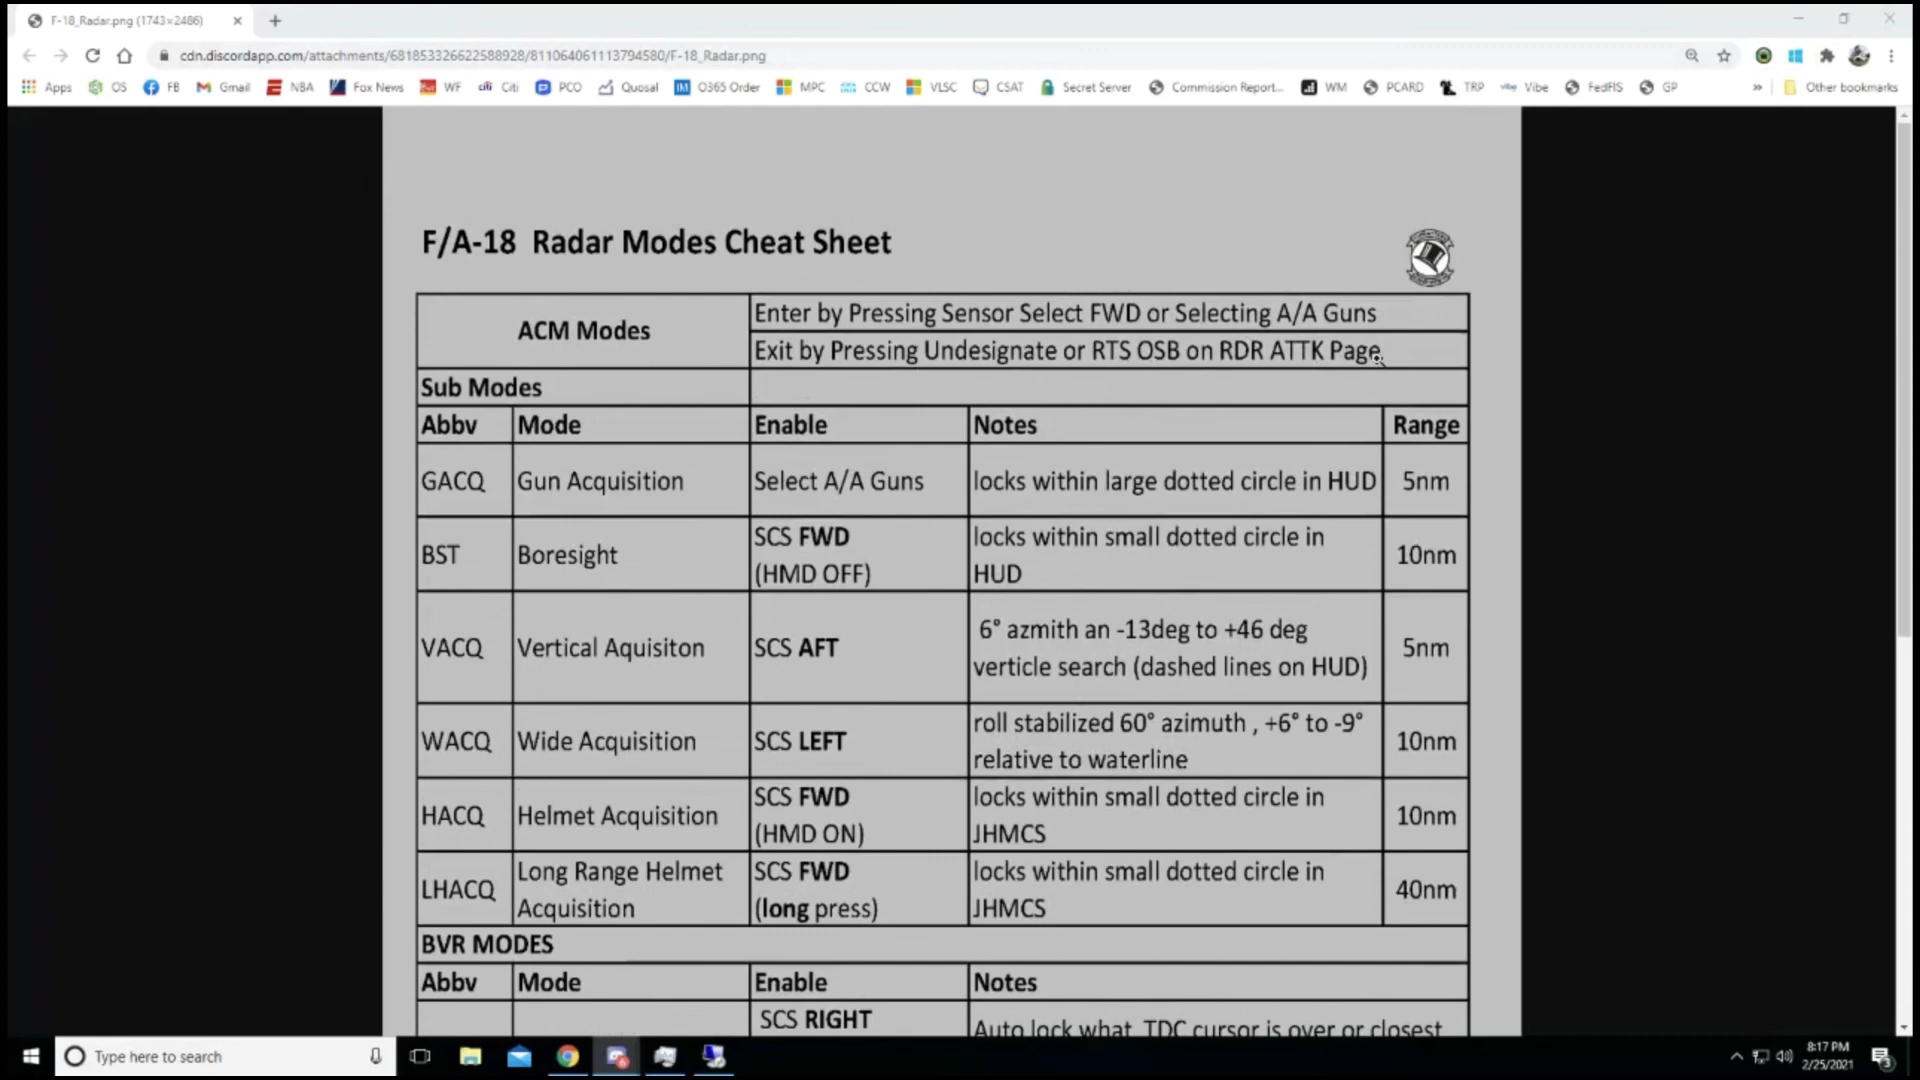 F-18_Radar.png (1743×2486)
cdn.discordapp.com/attachments/681853326622588928/811064061113794580/F-18_Radar.png
Apps OS FB Gmail NBA Fox News WF citi Citi PCO Quosal IM O365 Order MPC CCW VLSC CSAT Secret Server Commission Report... WM PCARD TRP vibe Vibe FedFIS GP » Other bookmarks
F/A-18 Radar Modes Cheat Sheet
ACM Modes
Enter by Pressing Sensor Select FWD or Selecting A/A Guns
Exit by Pressing Undesignate or RTS OSB on RDR ATTK Page
Sub Modes
Abbv Mode Enable Notes Range
GACQ Gun Acquisition Select A/A Guns locks within large dotted circle in HUD 5nm
BST Boresight SCS FWD
(HMD OFF) locks within small dotted circle in
HUD 10nm
VACQ Vertical Aquisiton SCS AFT 6° azmith an -13deg to +46 deg
verticle search (dashed lines on HUD) 5nm
WACQ Wide Acquisition SCS LEFT roll stabilized 60° azimuth , +6° to -9°
relative to waterline 10nm
HACQ Helmet Acquisition SCS FWD
(HMD ON) locks within small dotted circle in
JHMCS 10nm
LHACQ Long Range Helmet
Acquisition SCS FWD
(long press) locks within small dotted circle in
JHMCS 40nm
BVR MODES
Abbv Mode Enable Notes
SCS RIGHT
Auto lock what TDC cursor is over or closest
Type here to search
8:17 PM
2/25/2021
3